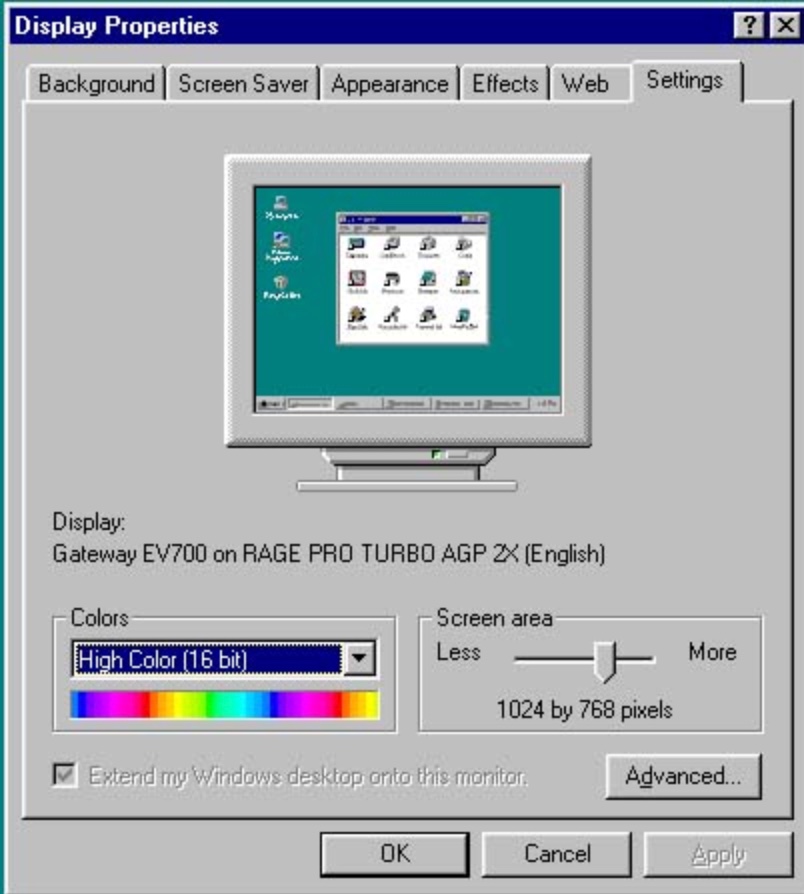 Display Properties
Background Screen Saver Appearance Effects Web Settings
Display:
Gateway EV700 on RAGE PRO TURBO AGP 2X (English)
Colors
High Color (16 bit)
Screen area
Less More
1024 by 768 pixels
Extend my Windows desktop onto this monitor.
Advanced...
OK Cancel Apply